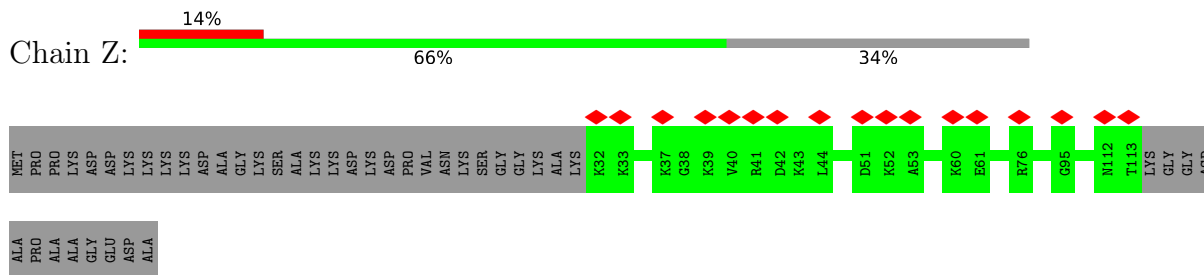 Chain Z:
14%
66%
34%
MET PRO PRO LYS ASP ASP LYS LYS LYS LYS ASP ALA GLY LYS SER ALA LYS LYS ASP LYS ASP PRO VAL ASN LYS SER GLY GLY LYS ALA LYS K32 K33 K37 G38 K39 V40 R41 D42 K43 L44 D51 K52 A53 K60 E61 R76 G95 N112 T113 LYS GLY GLY ASP
ALA PRO ALA ALA GLY GLU ASP ALA